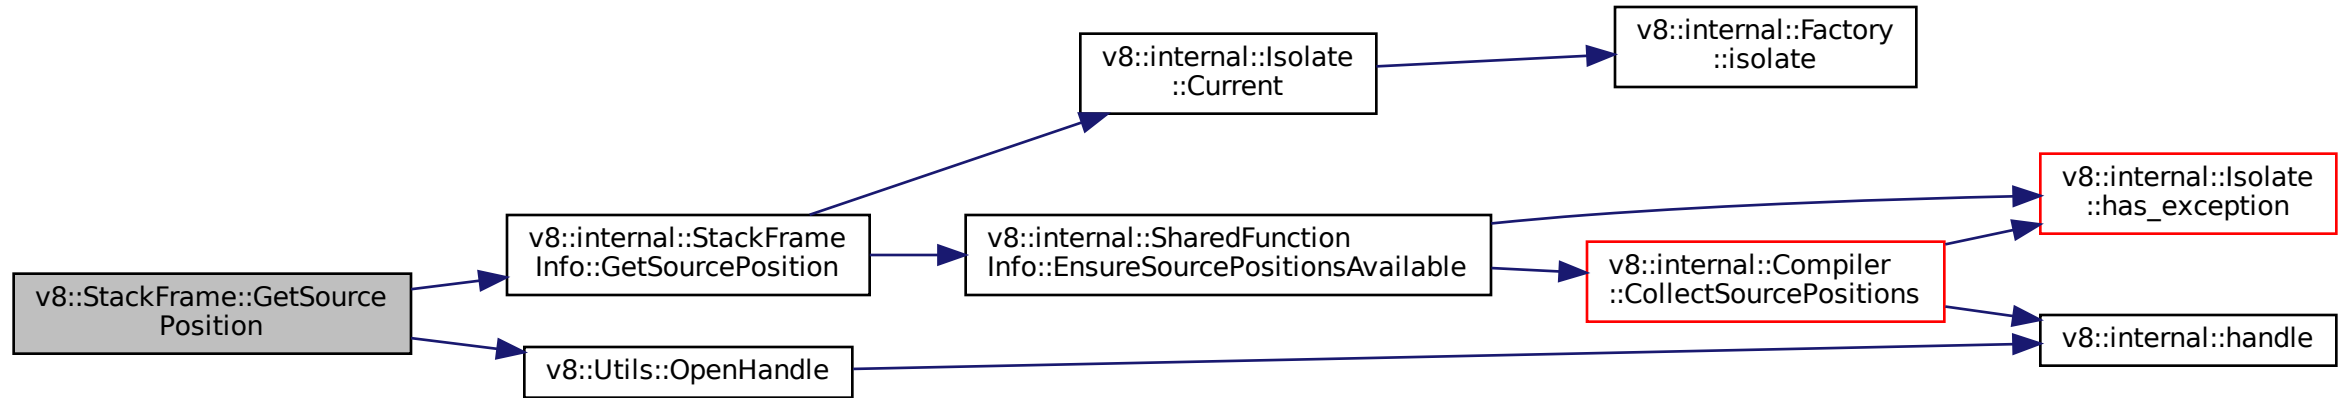 v8::StackFrame::GetSource
Position
v8::internal::StackFrame
Info::GetSourcePosition
v8::internal::Isolate
::Current
v8::internal::Factory
::isolate
v8::internal::SharedFunction
Info::EnsureSourcePositionsAvailable
v8::internal::Compiler
::CollectSourcePositions
v8::internal::Isolate
::has_exception
v8::internal::handle
v8::Utils::OpenHandle